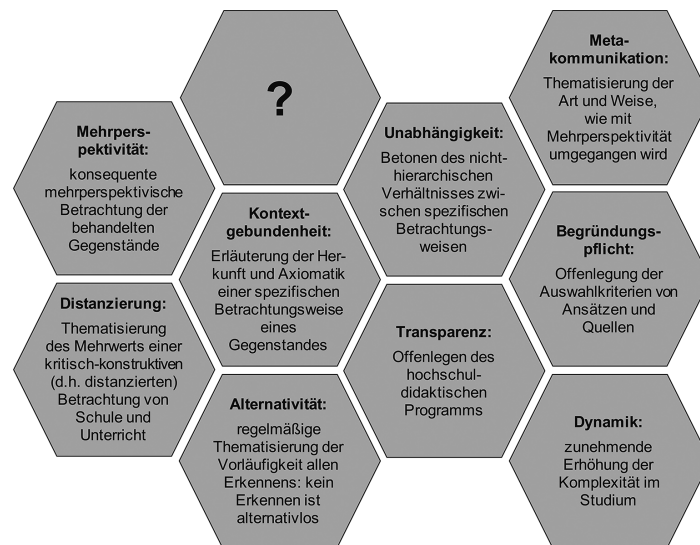 ?
Mehrpers-
pektivität:
konsequente
mehrperspektivische
Betrachtung der
behandelten
Gegenstände
Distanzierung:
Thematisierung
des Mehrwerts einer
kritisch-konstruktiven
(d.h. distanzierten)
Betrachtung von
Schule und
Unterricht
Kontext-
gebundenheit:
Erläuterung der Her-
kunft und Axiomatik
einer spezifischen
Betrachtungsweise
eines
Gegenstandes
Alternativität:
regelmäßige
Thematisierung der
Vorläufigkeit allen
Erkennens: kein
Erkennen ist
alternativlos
Unabhängigkeit:
Betonen des nicht-
hierarchischen
Verhältnisses zwi-
schen spezifischen
Betrachtungs-
weisen
Transparenz:
Offenlegen des
hochschul-
didaktischen
Programms
Meta-
kommunikation:
Thematisierung der
Art und Weise,
wie mit
Mehrperspektivität
umgegangen wird
Begründungs-
pflicht:
Offenlegung der
Auswahlkriterien von
Ansätzen und
Quellen
Dynamik:
zunehmende
Erhöhung der
Komplexität im
Studium